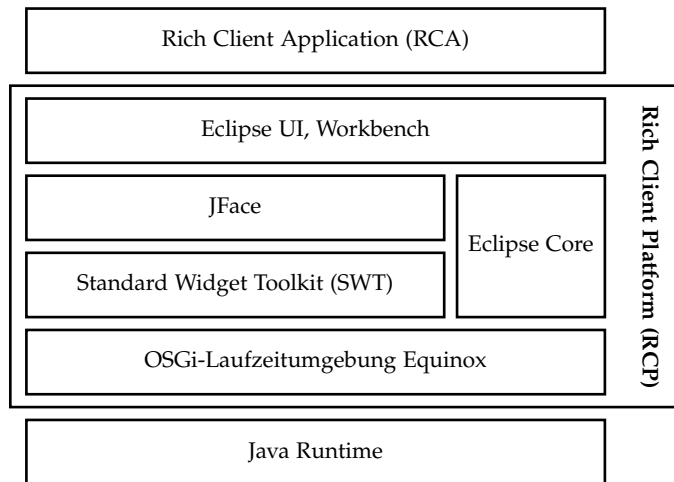 Rich Client Application (RCA)
Eclipse UI, Workbench
JFace
Eclipse Core
Standard Widget Toolkit (SWT)
OSGi-Laufzeitumgebung Equinox
Rich Client Platform (RCP)
Java Runtime